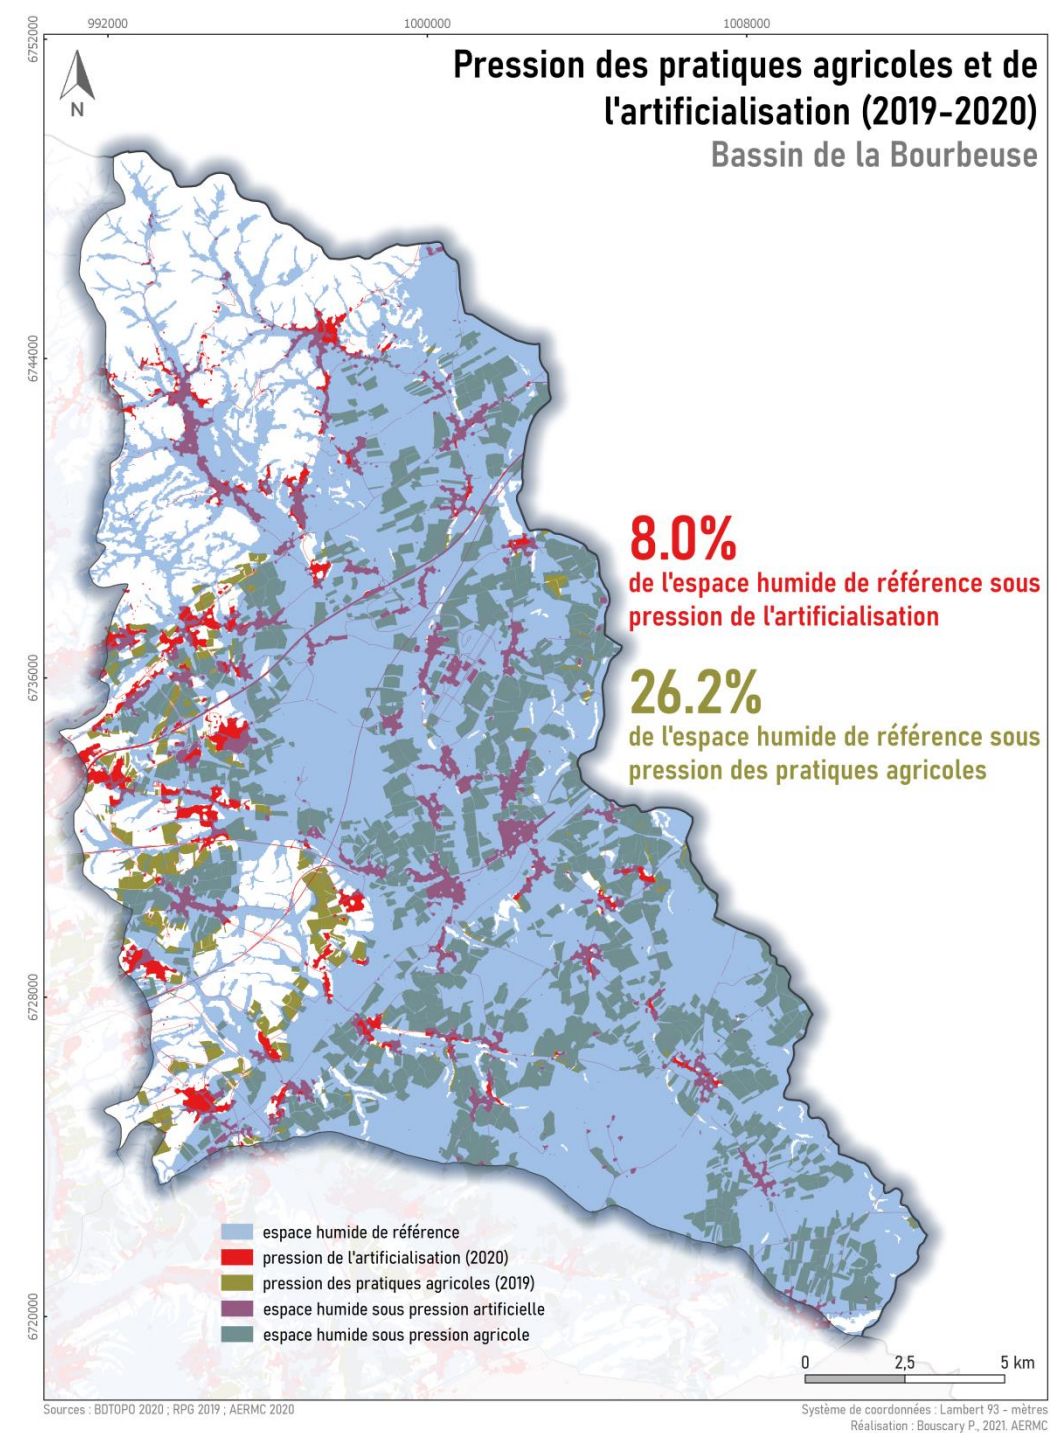 992000
1000000
1008000
6752000
Pression des pratiques agricoles et de
l'artificialisation (2019-2020)
Bassin de la Bourbeuse
N
6744000
8.0%
de l'espace humide de référence sous
pression de l'artificialisation
6736000
26.2%
de l'espace humide de référence sous
pression des pratiques agricoles
6728000
espace humide de référence
pression de l'artificialisation (2020)
pression des pratiques agricoles (2019)
espace humide sous pression artificielle
espace humide sous pression agricole
6720000
0 2,5 5 km
Sources : BDTOPO 2020 ; RPG 2019 ; AERMC 2020
Système de coordonnées : Lambert 93 - mètres
Réalisation : Bouscary P., 2021. AERMC